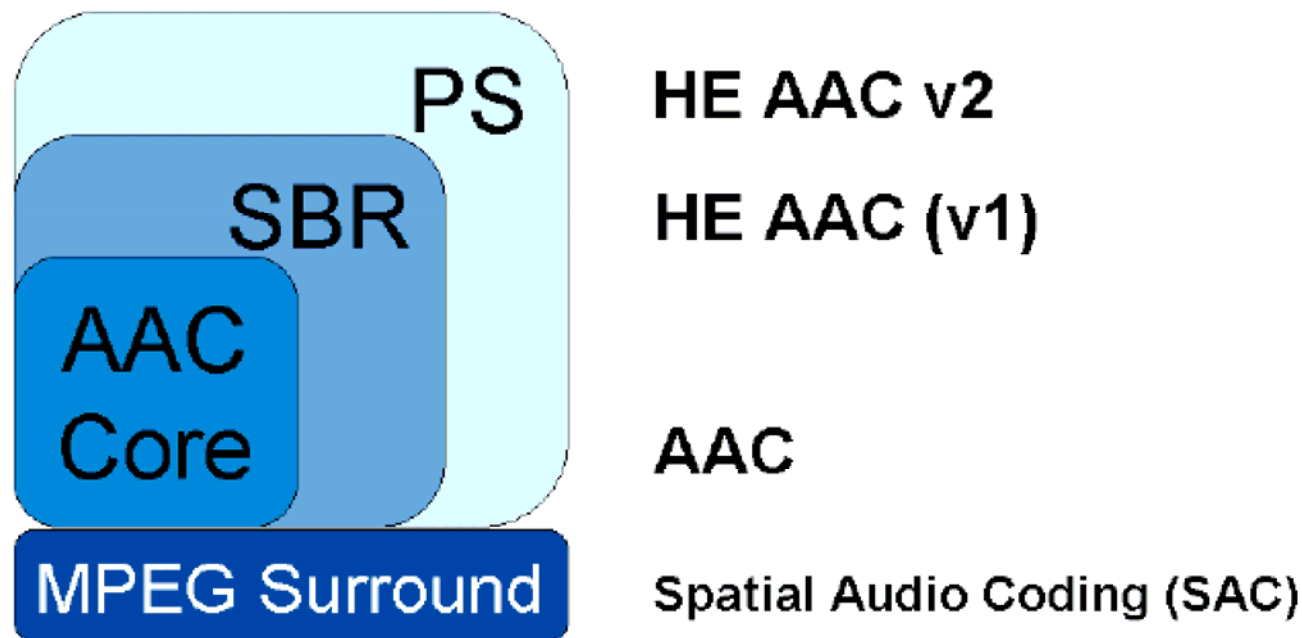 PS
HE AAC v2
SBR
HE AAC (v1)
AAC
Core
AAC
MPEG Surround
Spatial Audio Coding (SAC)